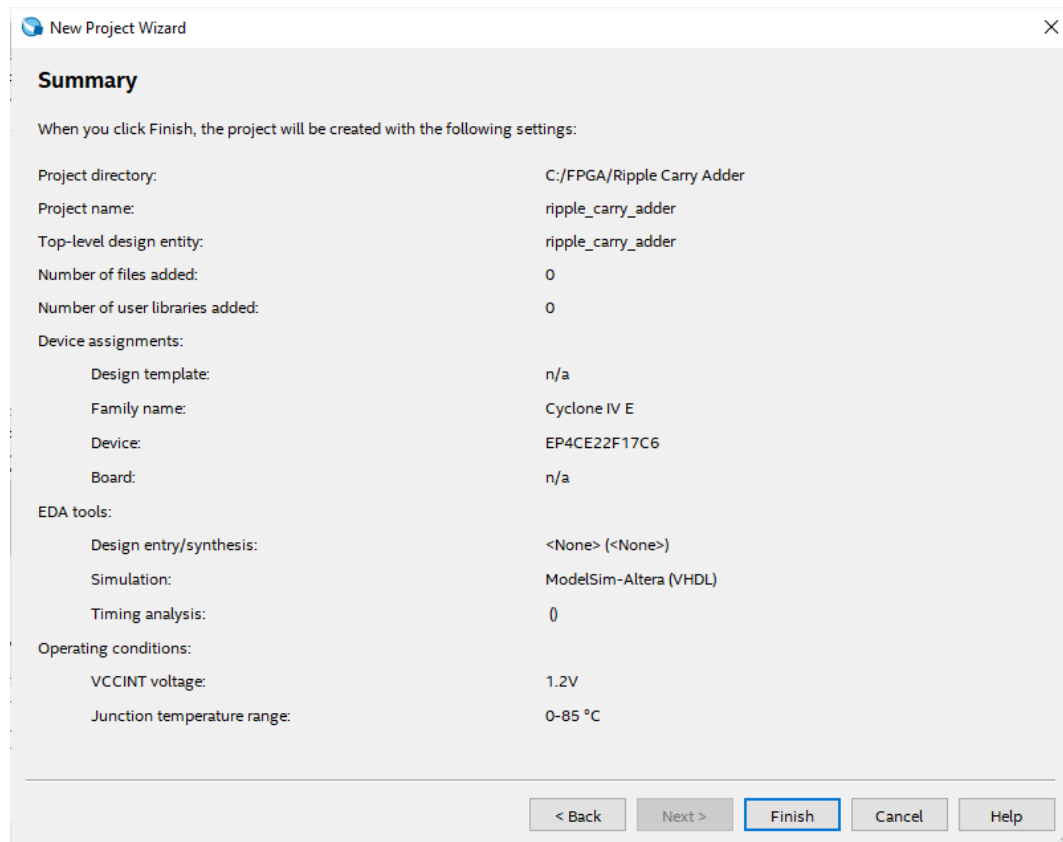 New Project Wizard
Summary
When you click Finish, the project will be created with the following settings:
Project directory: C:/FPGA/Ripple Carry Adder
Project name: ripple_carry_adder
Top-level design entity: ripple_carry_adder
Number of files added: 0
Number of user libraries added: 0
Device assignments:
Design template: n/a
Family name: Cyclone IV E
Device: EP4CE22F17C6
Board: n/a
EDA tools:
Design entry/synthesis: <None> (<None>)
Simulation: ModelSim-Altera (VHDL)
Timing analysis: ()
Operating conditions:
VCCINT voltage: 1.2V
Junction temperature range: 0-85 °C
< Back Next > Finish Cancel Help